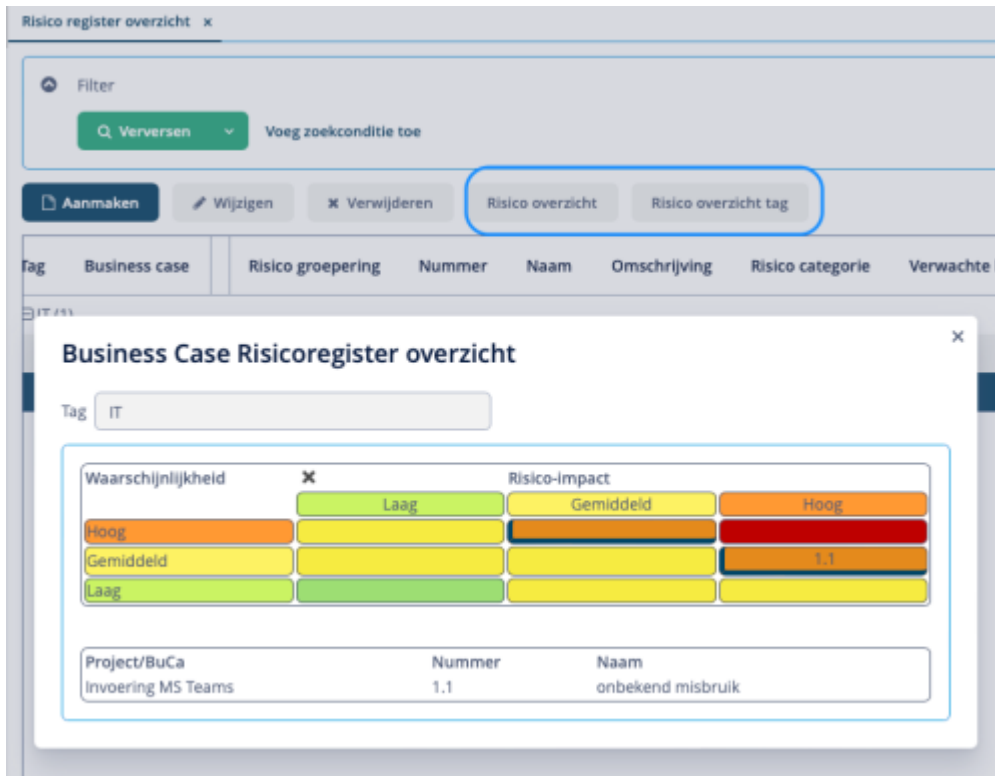 Risico register overzicht ×
Filter
Verversen
Voeg zoekconditie toe
Aanmaken
Wijzigen
Verwijderen
Risico overzicht
Risico overzicht tag
Tag Business case Risico groepering Nummer Naam Omschrijving Risico categorie Verwachte
IT (1)
Business Case Risicoregister overzicht
×
Tag IT
Waarschijnlijkheid Risico-impact
Laag Gemiddeld Hoog
Hoog
Gemiddeld 1.1
Laag
Project/BuCa Nummer Naam
Invoering MS Teams 1.1 onbekend misbruik